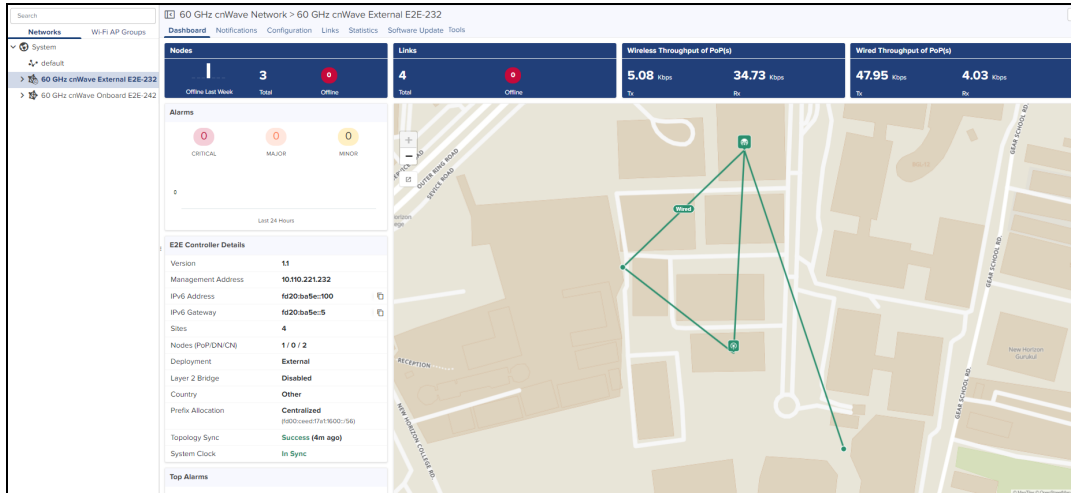 Search
Networks
Wi-Fi AP Groups
System
default
60 GHz cnWave External E2E-232
60 GHz cnWave Onboard E2E-242
60 GHz cnWave Network > 60 GHz cnWave External E2E-232
Dashboard Notifications Configuration Links Statistics Software Update Tools
Nodes
3
0
Offline Last Week
Total
Offline
Links
4
0
Total
Offline
Wireless Throughput of PoP(s)
5.08 Kbps
34.73 Kbps
Tx
Rx
Wired Throughput of PoP(s)
47.95 Kbps
4.03 Kbps
Tx
Rx
Alarms
0
0
0
CRITICAL
MAJOR
MINOR
0
Last 24 Hours
E2E Controller Details
Version 1.1
Management Address 10.110.221.232
IPv6 Address fd20:ba5e::100
IPv6 Gateway fd20:ba5e::5
Sites 4
Nodes (PoP/DN/CN) 1 / 0 / 2
Deployment External
Layer 2 Bridge Disabled
Country Other
Prefix Allocation Centralized
(fd00:ceed:17e1:1600::/56)
Topology Sync Success (4m ago)
System Clock In Sync
Top Alarms
+
−
OUTER RING ROAD
SEVICE ROAD
Horizon
Wired
RECEPTION
NEW HORIZON COLLEGE RD.
GEAR SCHOOL RD.
GEAR SCHOOL RD.
GEAR SCHOOL RD.
New Horizon
Gurukul